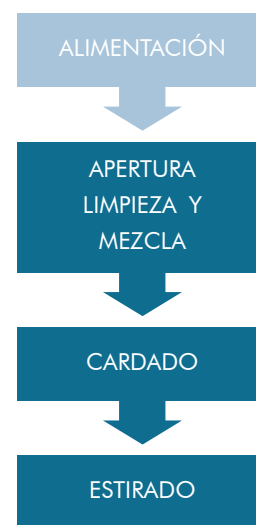 ALIMENTACIÓN
APERTURA
LIMPIEZA Y
MEZCLA
CARDADO
ESTIRADO